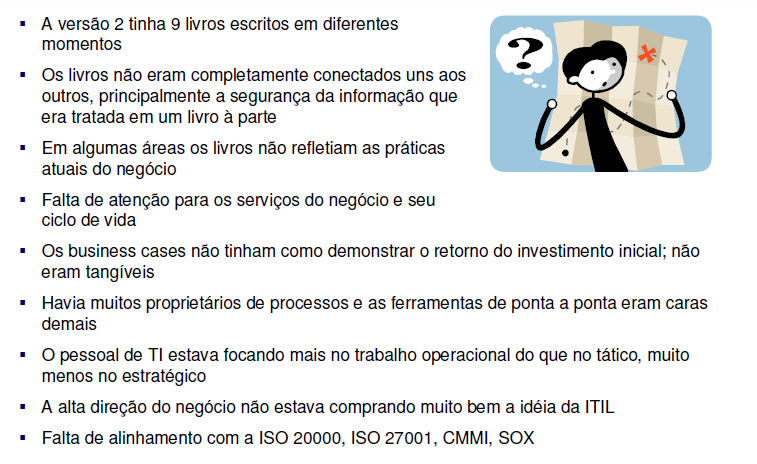 ▪ A versão 2 tinha 9 livros escritos em diferentes
momentos
▪ Os livros não eram completamente conectados uns aos
outros, principalmente a segurança da informação que
era tratada em um livro à parte
▪ Em algumas áreas os livros não refletiam as práticas
atuais do negócio
▪ Falta de atenção para os serviços do negócio e seu
ciclo de vida
▪ Os business cases não tinham como demonstrar o retorno do investimento inicial; não
eram tangíveis
▪ Havia muitos proprietários de processos e as ferramentas de ponta a ponta eram caras
demais
▪ O pessoal de TI estava focando mais no trabalho operacional do que no tático, muito
menos no estratégico
▪ A alta direção do negócio não estava comprando muito bem a idéia da ITIL
▪ Falta de alinhamento com a ISO 20000, ISO 27001, CMMI, SOX
?